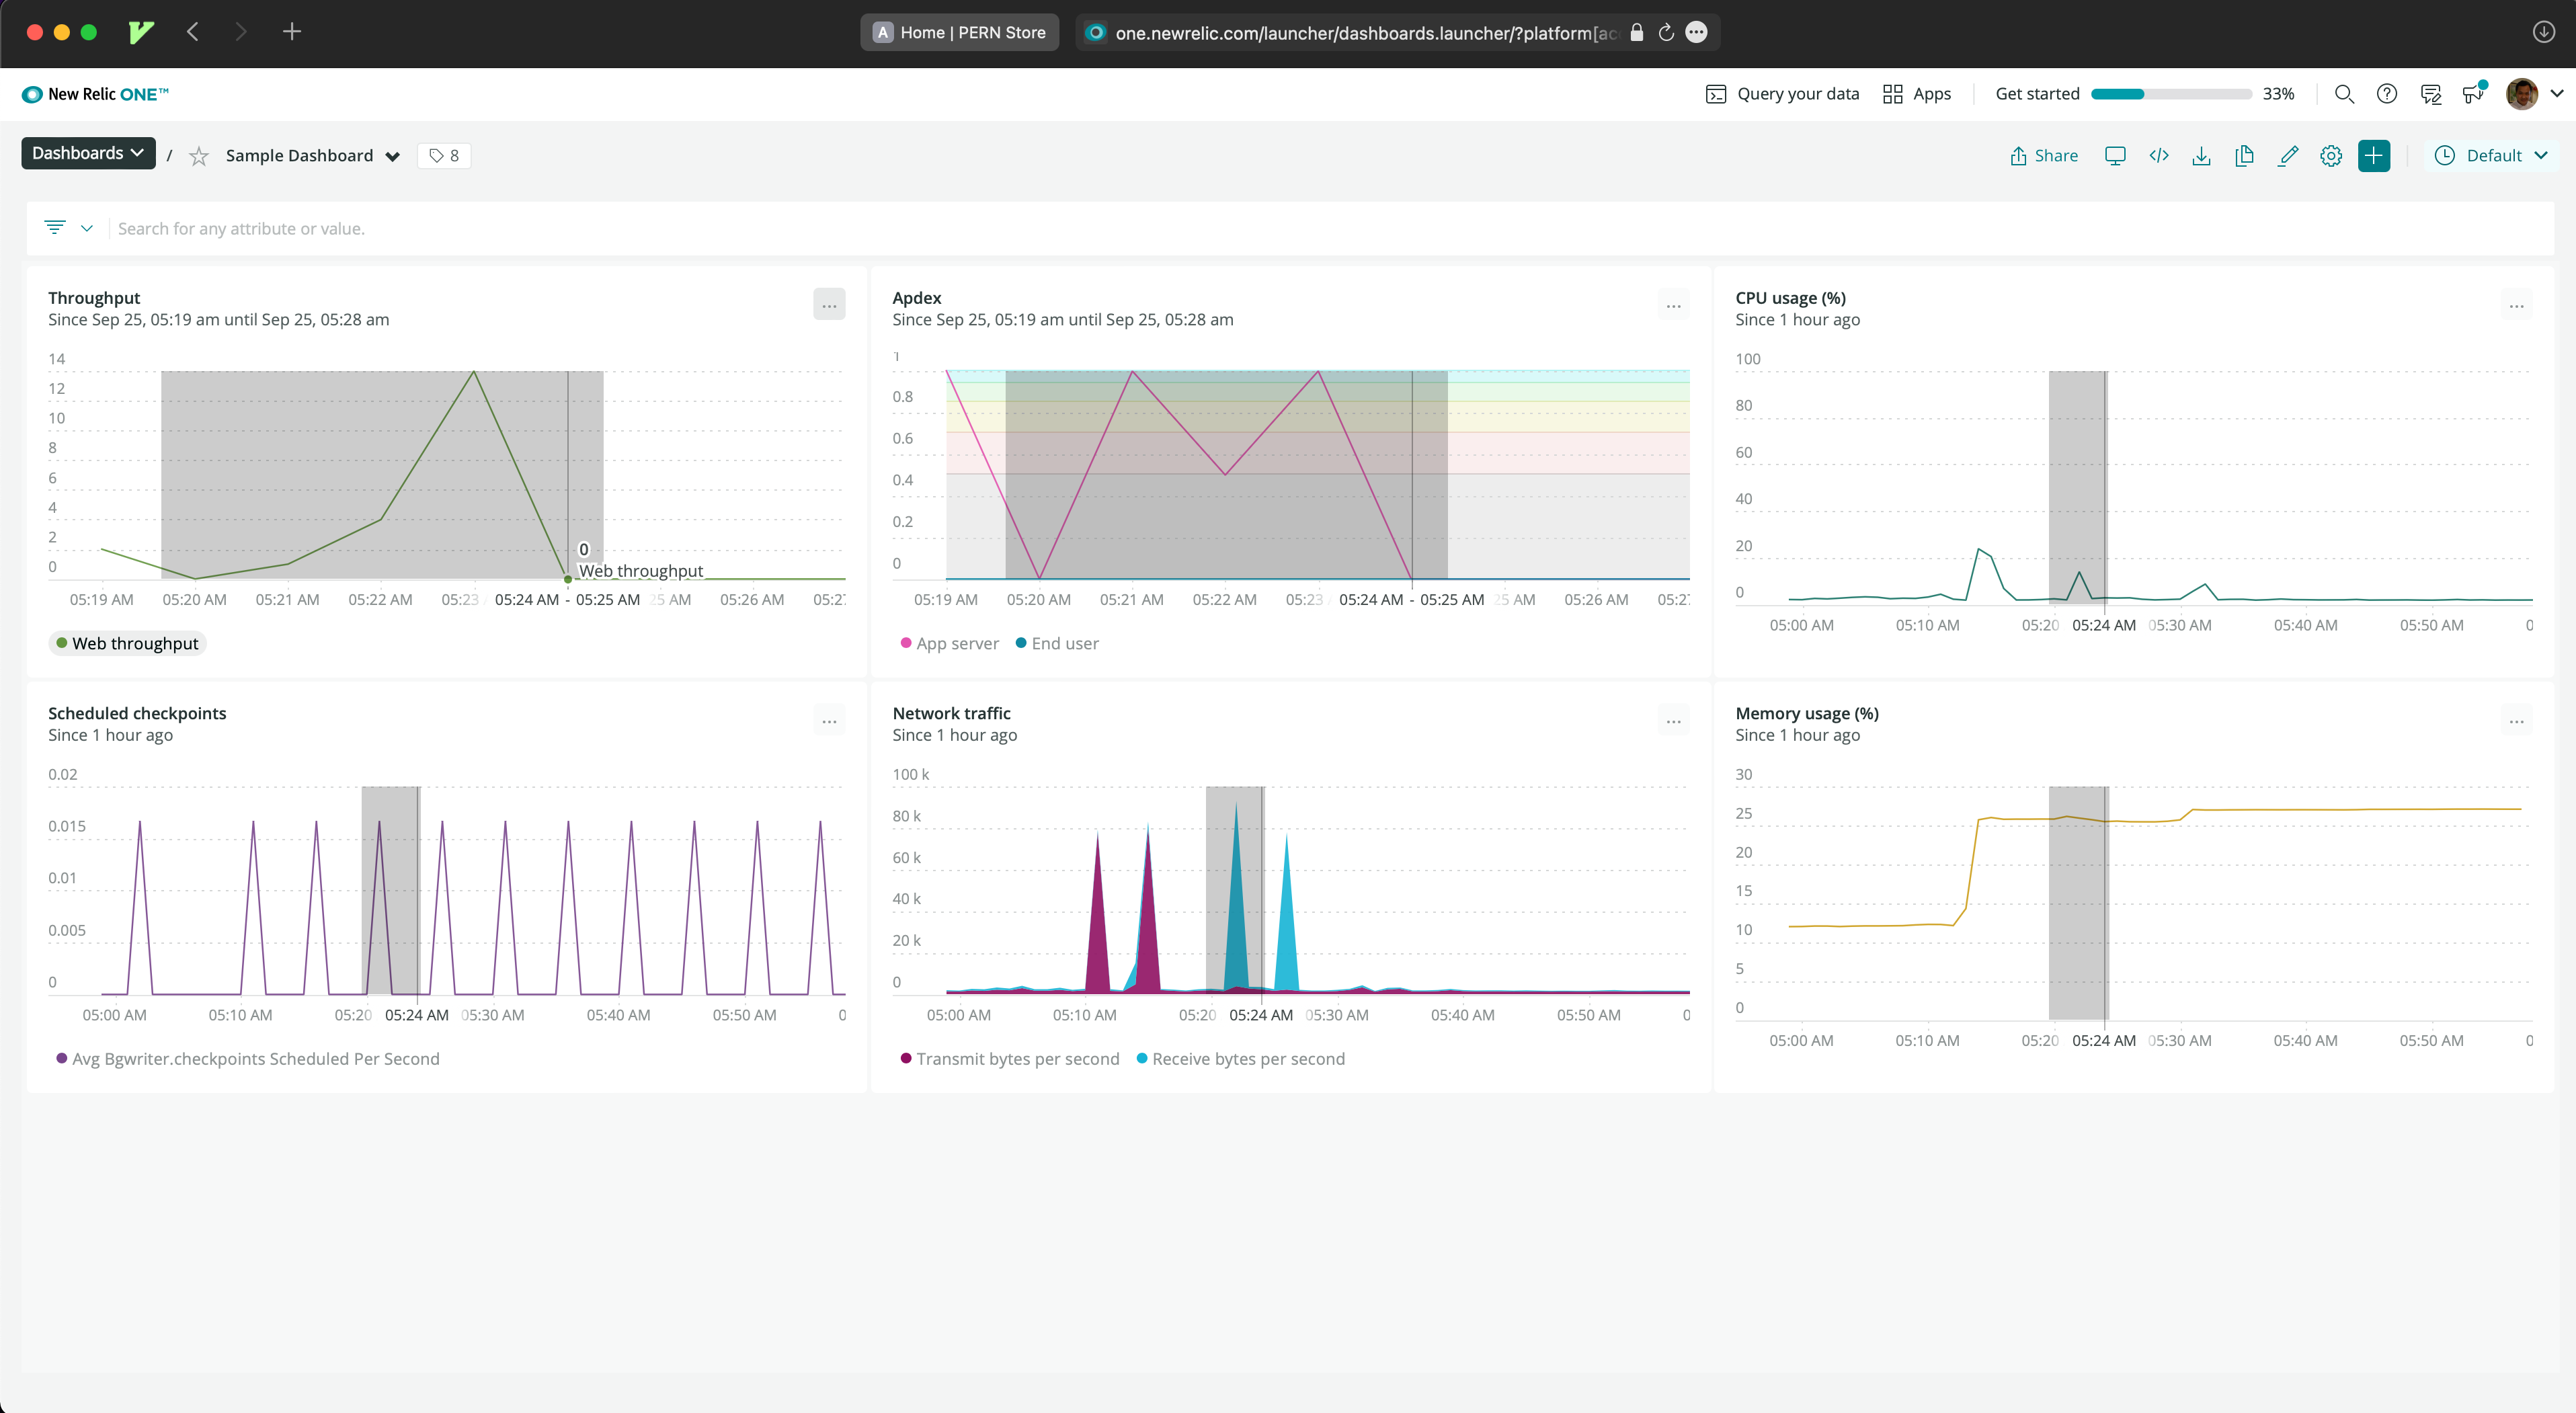 A Home | PERN Store
one.newrelic.com/launcher/dashboards.launcher/?platform[ac
New Relic ONE™
Query your data
Apps
Get started
33%
Dashboards
/
Sample Dashboard
8
Share
Default
Search for any attribute or value.
Throughput
Since Sep 25, 05:19 am until Sep 25, 05:28 am
14
12
10
8
6
4
2
0
0
Web throughput
05:19 AM 05:20 AM 05:21 AM 05:22 AM 05:23 05:24 AM - 05:25 AM 25 AM 05:26 AM 05:27
Web throughput
Apdex
Since Sep 25, 05:19 am until Sep 25, 05:28 am
1
0.8
0.6
0.4
0.2
0
05:19 AM 05:20 AM 05:21 AM 05:22 AM 05:23 05:24 AM - 05:25 AM 25 AM 05:26 AM 05:27
App server End user
CPU usage (%)
Since 1 hour ago
100
80
60
40
20
0
05:00 AM 05:10 AM 05:20 05:24 AM 05:30 AM 05:40 AM 05:50 AM 0
Scheduled checkpoints
Since 1 hour ago
0.02
0.015
0.01
0.005
0
05:00 AM 05:10 AM 05:20 05:24 AM 05:30 AM 05:40 AM 05:50 AM 0
Avg Bgwriter.checkpoints Scheduled Per Second
Network traffic
Since 1 hour ago
100 k
80 k
60 k
40 k
20 k
0
05:00 AM 05:10 AM 05:20 05:24 AM 05:30 AM 05:40 AM 05:50 AM 0
Transmit bytes per second Receive bytes per second
Memory usage (%)
Since 1 hour ago
30
25
20
15
10
5
0
05:00 AM 05:10 AM 05:20 05:24 AM 05:30 AM 05:40 AM 05:50 AM 0